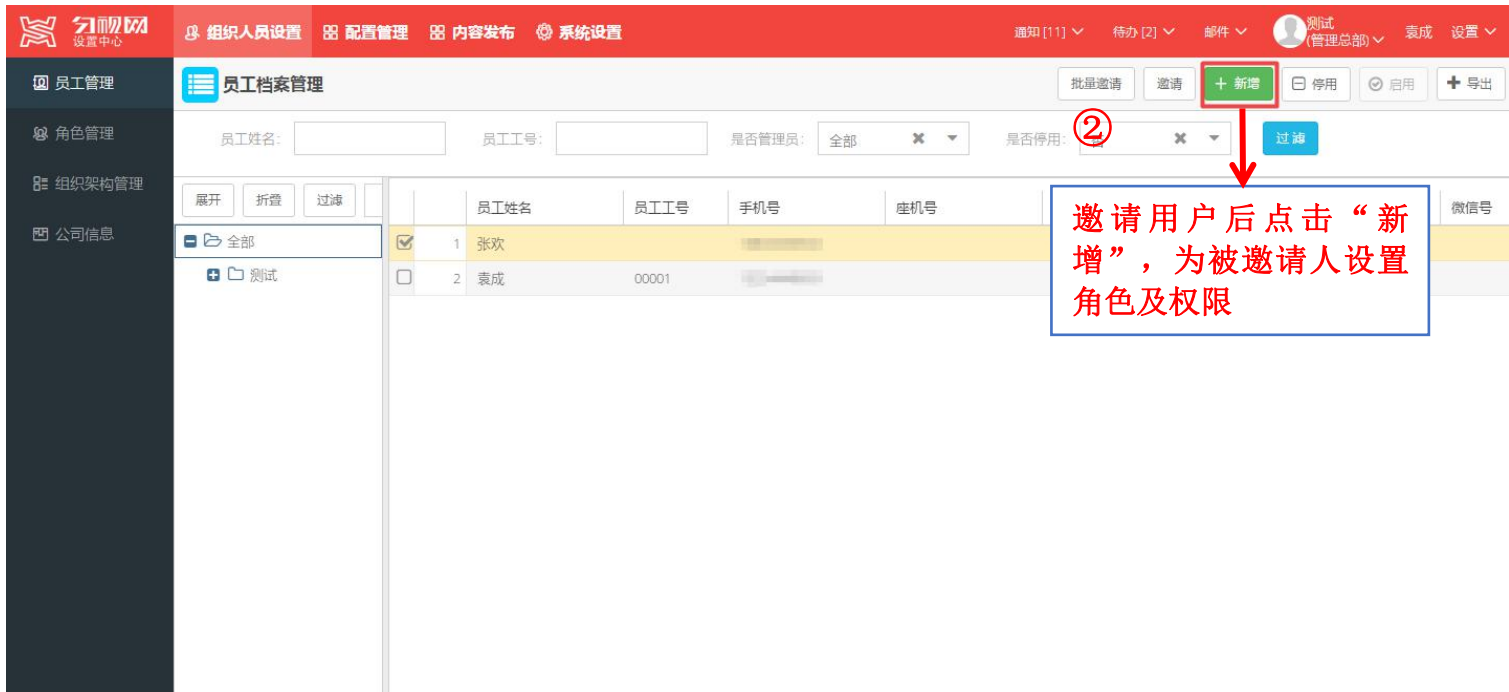 匀视网
设置中心
组织人员设置 配置管理 内容发布 系统设置
通知 [11] 待办 [2] 邮件 测试 (管理总部) 袁成 设置
员工管理
角色管理
组织架构管理
公司信息
员工档案管理
批量邀请 邀请 新增 停用 启用 导出
员工姓名: 员工工号: 是否管理员: 全部 是否停用: 过滤
②
展开 折叠 过滤
全部
测试
员工姓名 员工工号 手机号 座机号 微信号
1 张欢
2 袁成 00001
邀请用户后点击“新
增”，为被邀请人设置
角色及权限